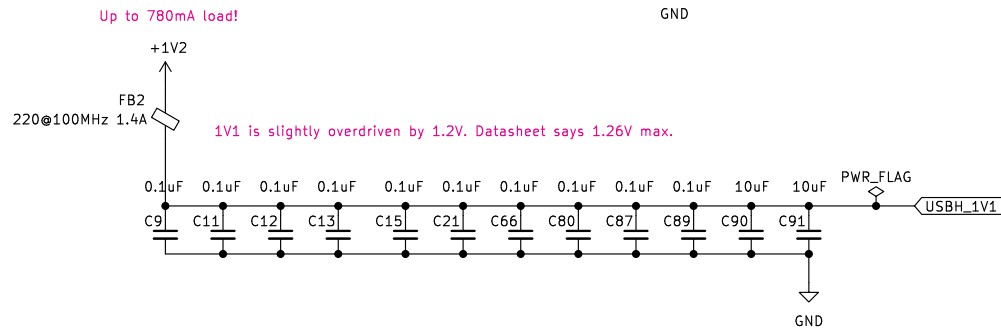 Up to 780mA load!
GND
+1V2
FB2
220@100MHz 1.4A
1V1 is slightly overdriven by 1.2V. Datasheet says 1.26V max.
0.1uF 0.1uF 0.1uF 0.1uF 0.1uF 0.1uF 0.1uF 0.1uF 0.1uF 0.1uF 10uF 10uF PWR_FLAG
C9 C11 C12 C13 C15 C21 C66 C80 C87 C89 C90 C91 USBH_1V1
GND